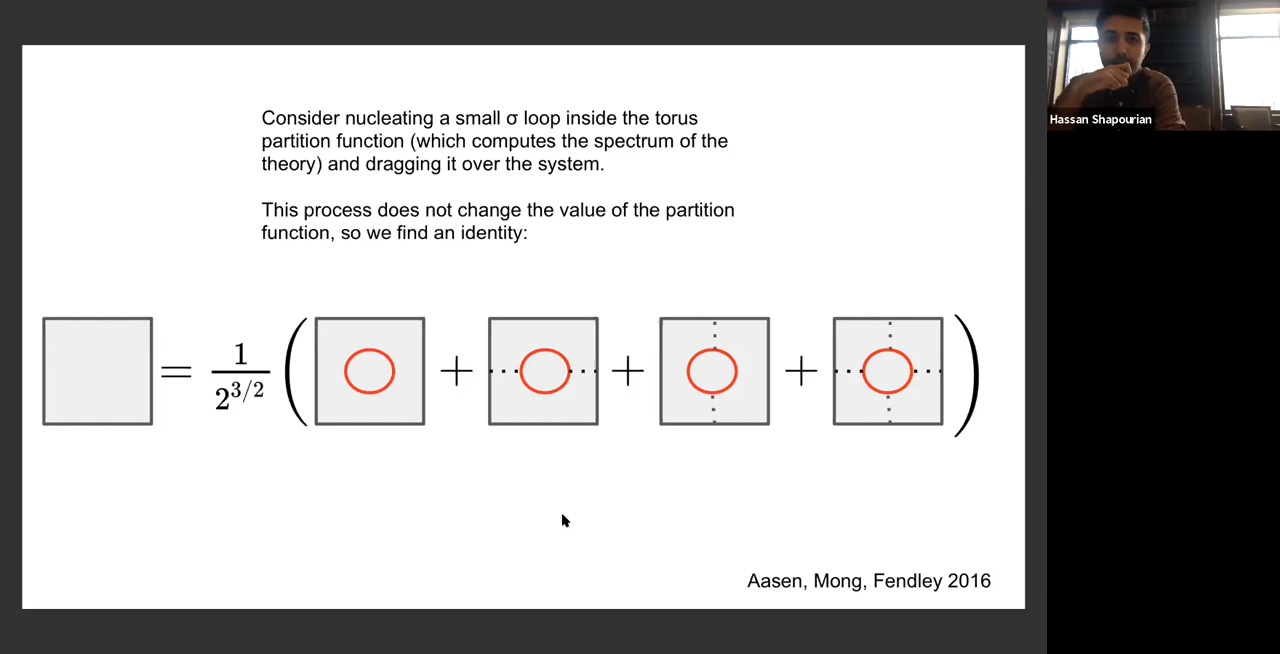 Hassan Shapourian
Consider nucleating a small σ loop inside the torus
partition function (which computes the spectrum of the
theory) and dragging it over the system.
This process does not change the value of the partition
function, so we find an identity:
= 1/2^{3/2} ( + + + )
Aasen, Mong, Fendley 2016